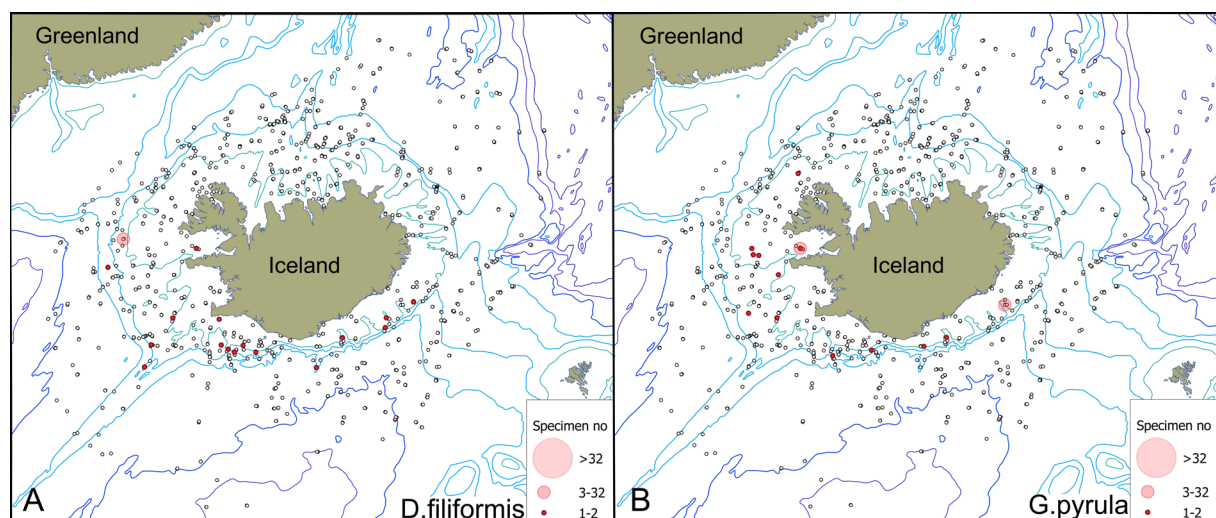 Greenland
Iceland
Specimen no
>32
3-32
1-2
A
D.filiformis
Greenland
Iceland
Specimen no
>32
3-32
1-2
B
G.pyrula